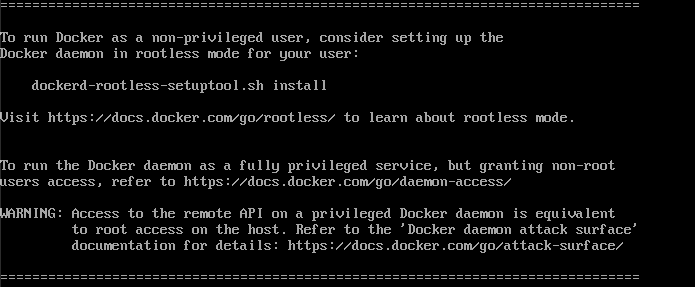 ================================================================================
To run Docker as a non-privileged user, consider setting up the
Docker daemon in rootless mode for your user:
dockerd-rootless-setuptool.sh install
Visit https://docs.docker.com/go/rootless/ to learn about rootless mode.
To run the Docker daemon as a fully privileged service, but granting non-root
users access, refer to https://docs.docker.com/go/daemon-access/
WARNING: Access to the remote API on a privileged Docker daemon is equivalent
to root access on the host. Refer to the 'Docker daemon attack surface'
documentation for details: https://docs.docker.com/go/attack-surface/
================================================================================